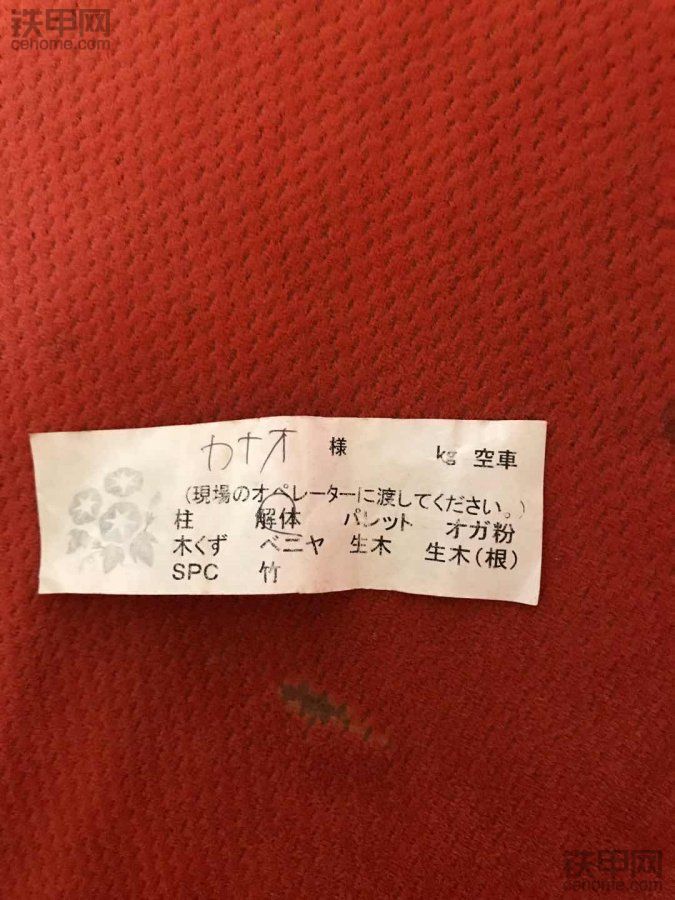 铁甲网
cehome.com
カナオ 様 kg 空車
(現場のオペレーターに渡してください。)
柱 解体 パレット オガ粉
木くず ベニヤ 生木 生木(根)
SPC 竹
铁甲网
cehome.com